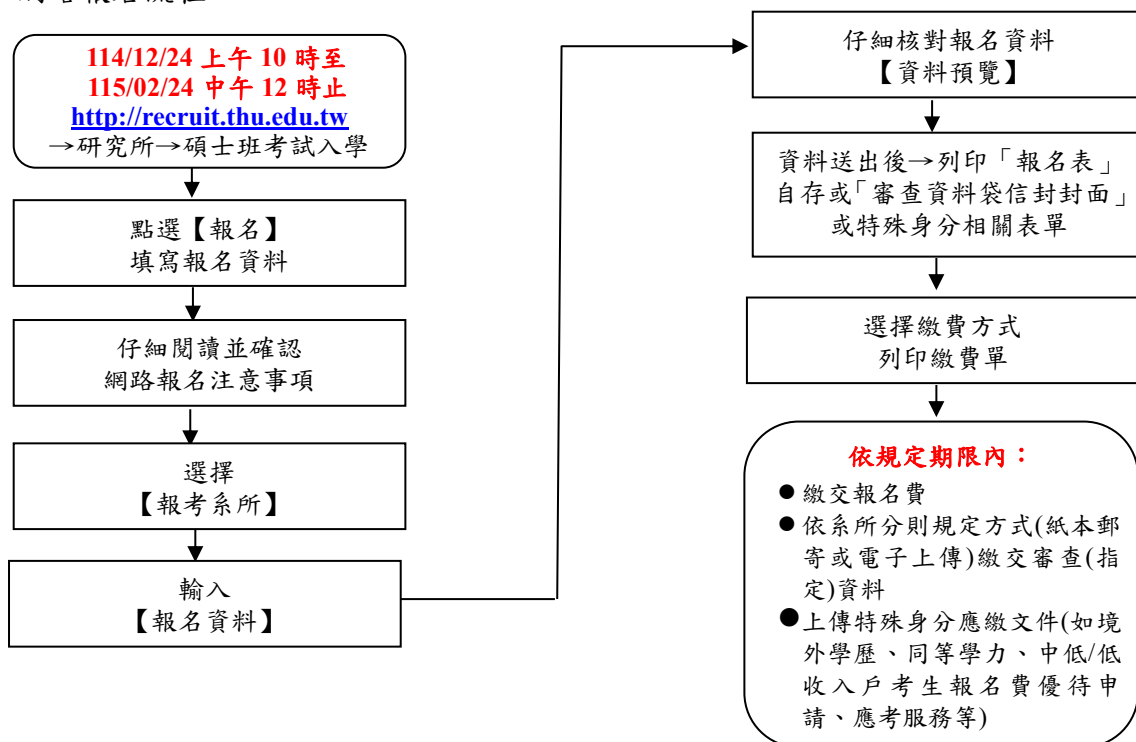 114/12/24 上午 10 時至
115/02/24 中午 12 時止
http://recruit.thu.edu.tw
→研究所→碩士班考試入學
點選【報名】
填寫報名資料
仔細閱讀並確認
網路報名注意事項
選擇
【報考系所】
輸入
【報名資料】
仔細核對報名資料
【資料預覽】
資料送出後→列印「報名表」
自存或「審查資料袋信封封面」
或特殊身分相關表單
選擇繳費方式
列印繳費單
依規定期限內：
●繳交報名費
●依系所分則規定方式(紙本郵
寄或電子上傳)繳交審查(指
定)資料
●上傳特殊身分應繳文件(如境
外學歷、同等學力、中低/低
收入戶考生報名費優待申
請、應考服務等)